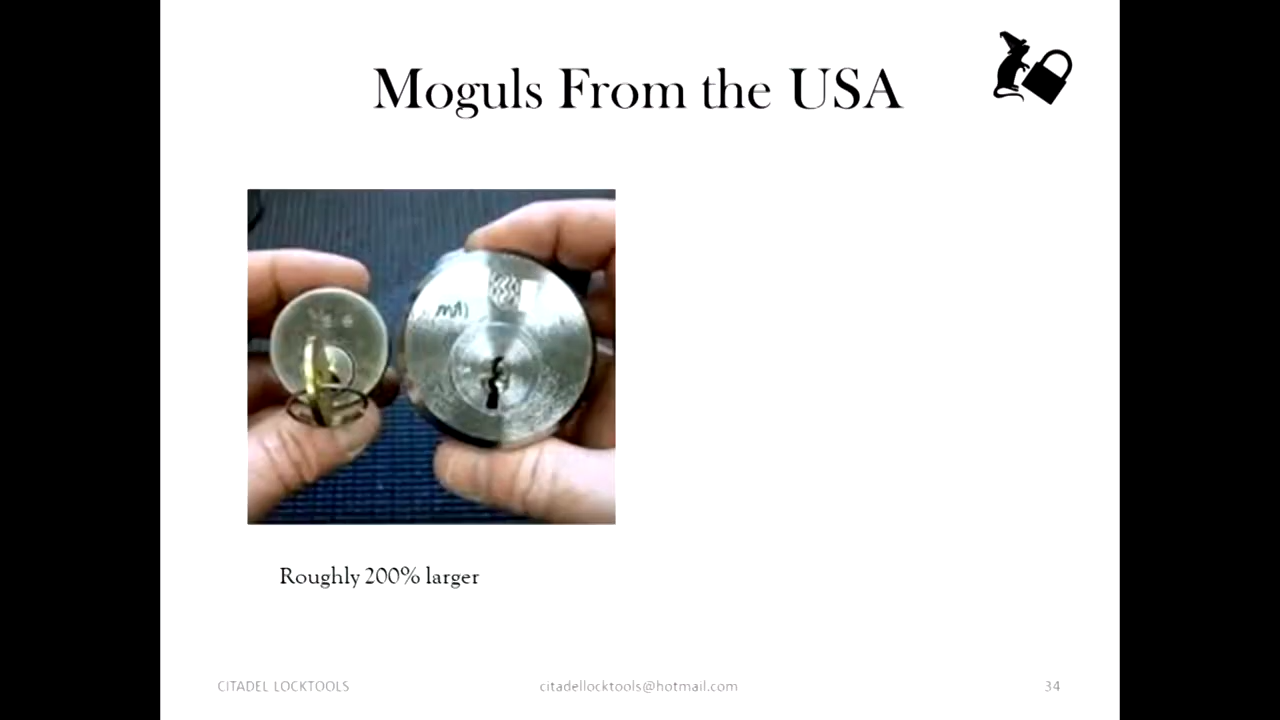 Moguls From the USA
Roughly 200% larger
CITADEL LOCKTOOLS
citadellocktools@hotmail.com
34